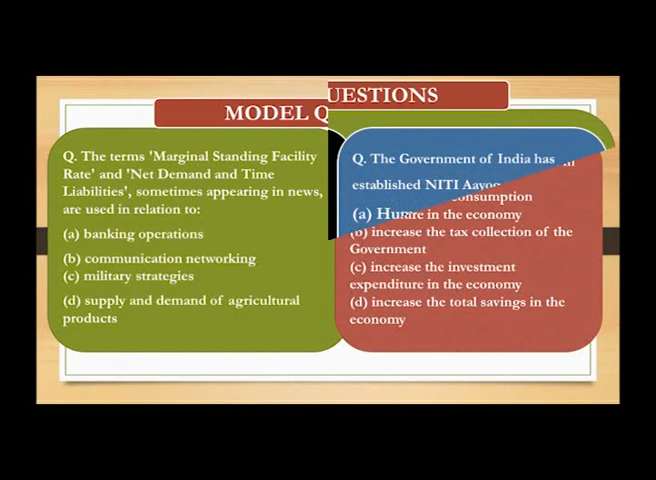 MODEL QUESTIONS
Q. The terms 'Marginal Standing Facility
Rate' and 'Net Demand and Time
Liabilities', sometimes appearing in news,
are used in relation to:
(a) banking operations
(b) communication networking
(c) military strategies
(d) supply and demand of agricultural
products
Q. The Government of India has
established NITI Aayog
consumption
(a) in the economy
(b) increase the tax collection of the
Government
(c) increase the investment
expenditure in the economy
(d) increase the total savings in the
economy